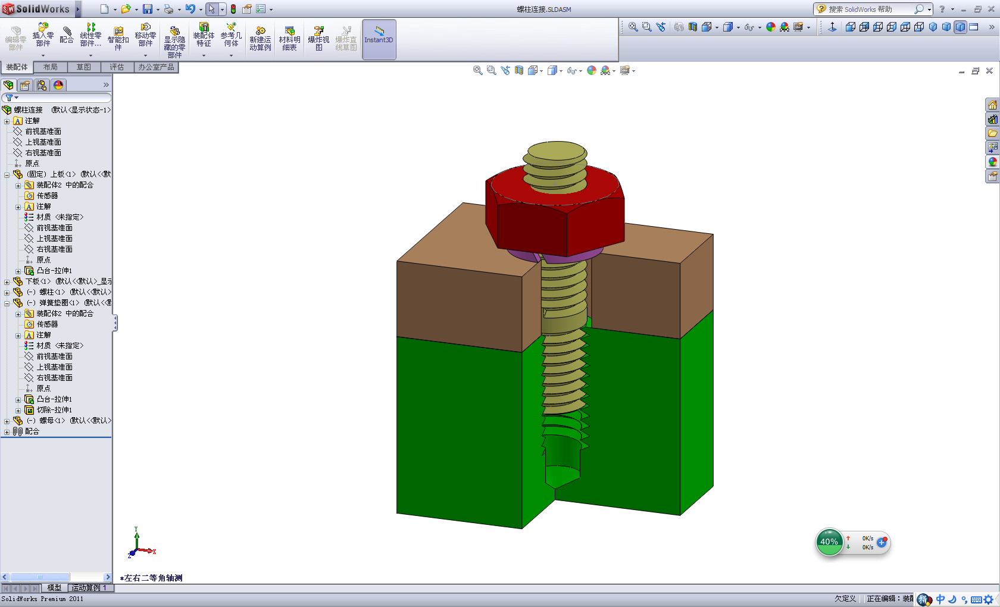 SolidWorks
螺柱连接.SLDASM
搜索 SolidWorks 帮助
编辑零部件
插入零部件
配合
线性零部件...
智能扣件
移动零部件
显示隐藏的零部件
装配体特征
参考几何体
新建运动算例
材料明细表
爆炸视图
爆炸直线草图
Instant3D
装配体 布局 草图 评估 办公室产品
螺柱连接 (默认<显示状态-1>
注解
前视基准面
上视基准面
右视基准面
原点
(固定) 上板<1> (默认<<默
装配体2 中的配合
传感器
注解
材质 <未指定>
前视基准面
上视基准面
右视基准面
原点
凸台-拉伸1
下板<1> (默认<<默认>_显示
(-) 螺柱<1> (默认<<默认>
(-) 弹簧垫圈<1> (默认<<默
装配体2 中的配合
传感器
注解
材质 <未指定>
前视基准面
上视基准面
右视基准面
原点
凸台-拉伸1
切除-拉伸1
(-) 螺母<1> (默认<<默认>
配合
Y
X
Z
*左右二等角轴测
40%
0K/s
0K/s
模型 运动算例 1
SolidWorks Premium 2011
欠定义 正在编辑：装配
中